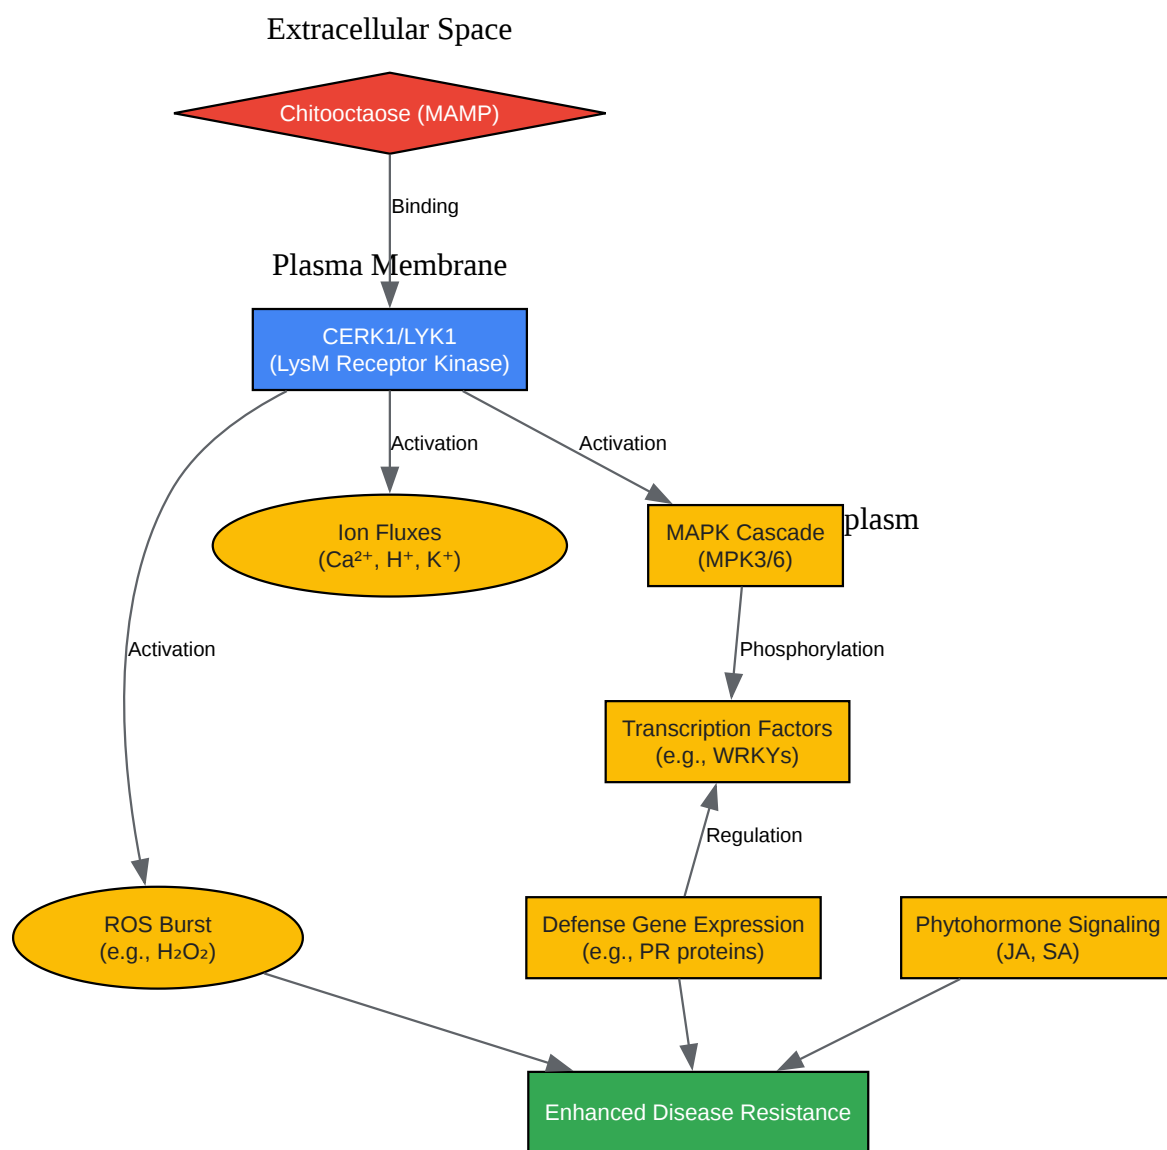 Extracellular Space
Chitooctaose (MAMP)
Binding
Plasma Membrane
CERK1/LYK1
(LysM Receptor Kinase)
Activation
Activation
Ion Fluxes
(Ca²⁺, H⁺, K⁺)
MAPK Cascade
(MPK3/6)
plasm
Activation
Phosphorylation
Transcription Factors
(e.g., WRKYs)
Regulation
ROS Burst
(e.g., H₂O₂)
Defense Gene Expression
(e.g., PR proteins)
Phytohormone Signaling
(JA, SA)
Enhanced Disease Resistance